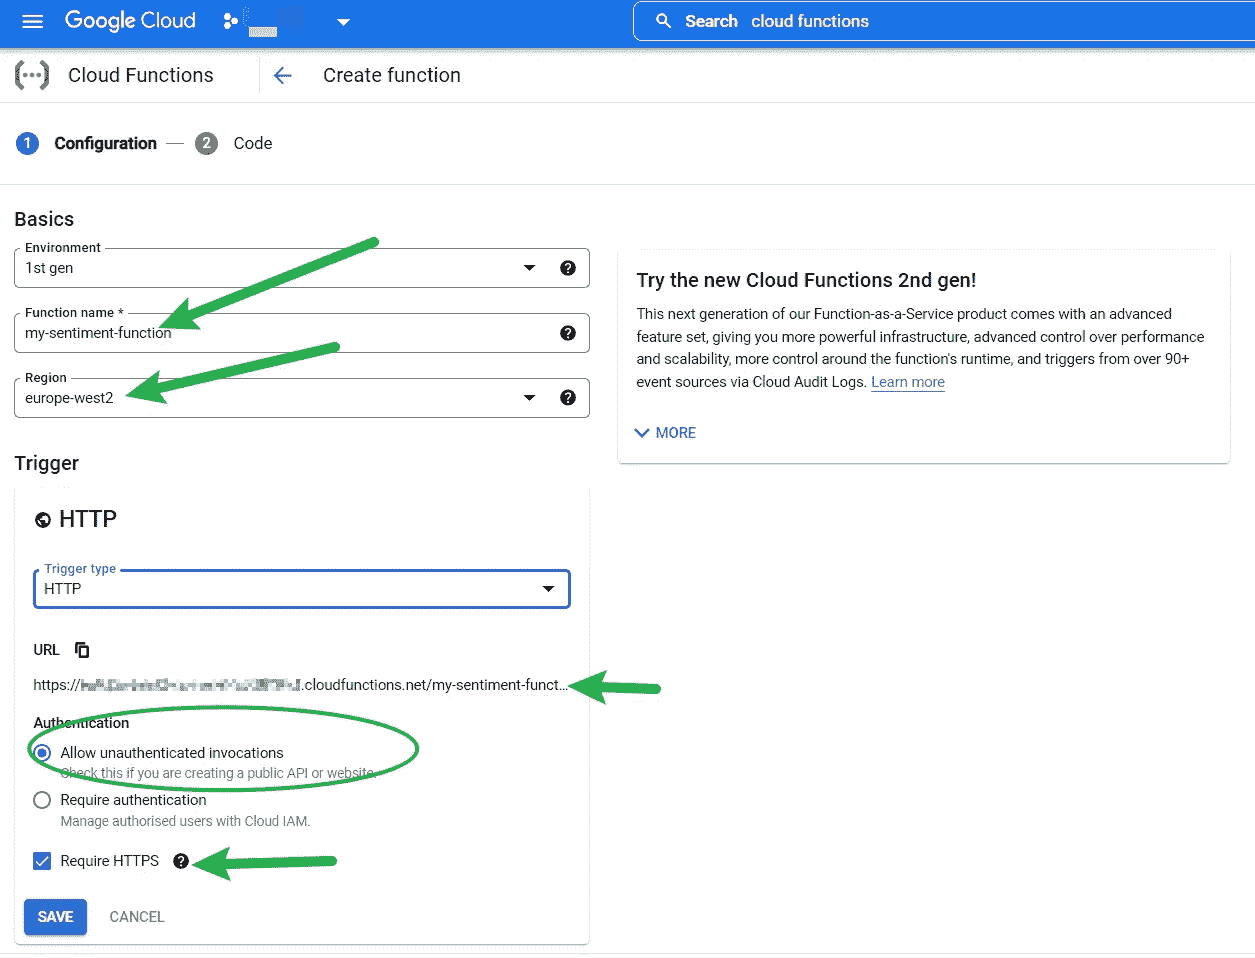 Google Cloud
Search cloud functions
Cloud Functions
Create function
1 Configuration — 2 Code
Basics
Environment
1st gen
Function name *
my-sentiment-function
Region
europe-west2
Try the new Cloud Functions 2nd gen!
This next generation of our Function-as-a-Service product comes with an advanced
feature set, giving you more powerful infrastructure, advanced control over performance
and scalability, more control around the function's runtime, and triggers from over 90+
event sources via Cloud Audit Logs. Learn more
MORE
Trigger
HTTP
Trigger type
HTTP
URL
https:// .cloudfunctions.net/my-sentiment-funct...
Authentication
Allow unauthenticated invocations
Check this if you are creating a public API or website.
Require authentication
Manage authorised users with Cloud IAM.
Require HTTPS
SAVE CANCEL